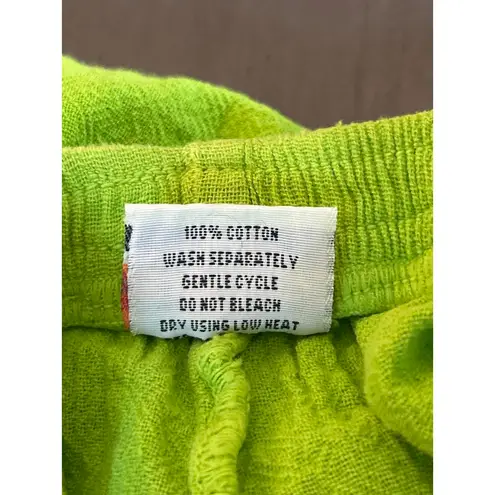 100% COTTON
WASH SEPARATELY
GENTLE CYCLE
DO NOT BLEACH
DRY USING LOW HEAT